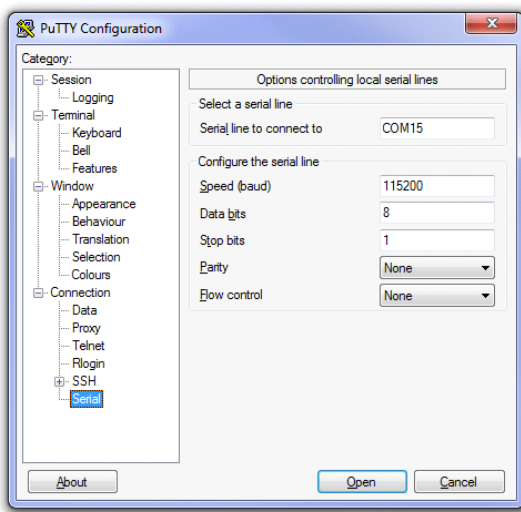 PuTTY Configuration
Category:
Session
Logging
Terminal
Keyboard
Bell
Features
Window
Appearance
Behaviour
Translation
Selection
Colours
Connection
Data
Proxy
Telnet
Rlogin
SSH
Serial
Options controlling local serial lines
Select a serial line
Serial line to connect to COM15
Configure the serial line
Speed (baud) 115200
Data bits 8
Stop bits 1
Parity None
Flow control None
About Open Cancel